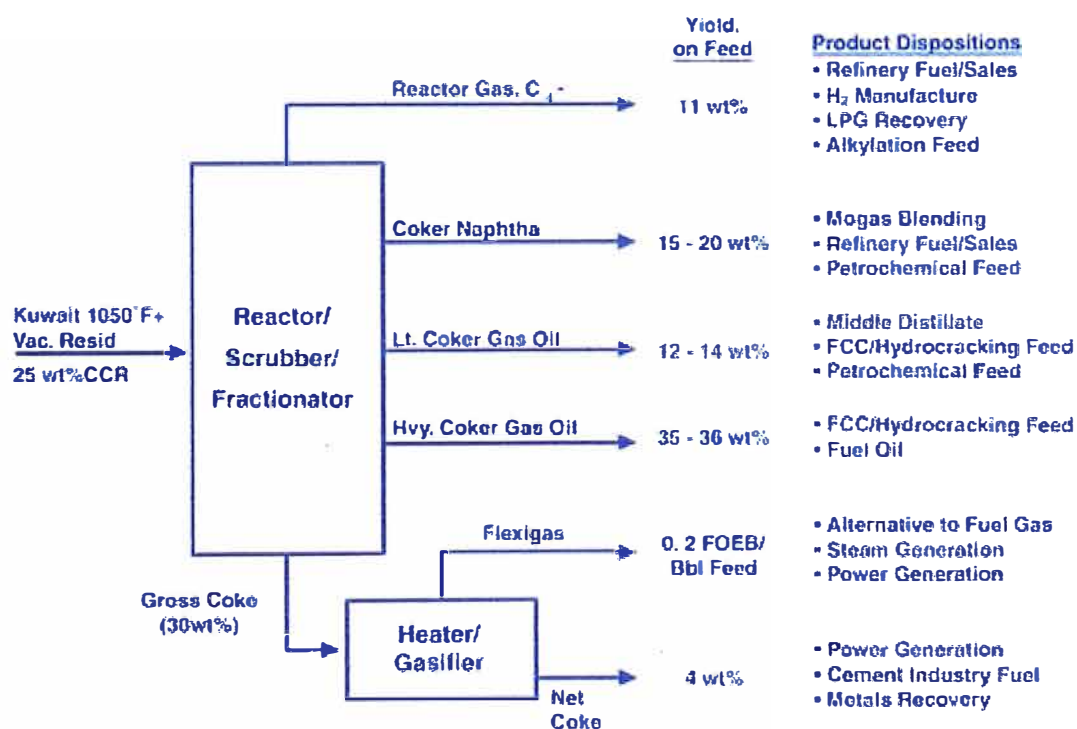 Yiold,
on Feed
Product Dispositions
Reactor Gas, C4-
11 wt%
• Refinery Fuel/Sales
• H₂ Manufacture
• LPG Recovery
• Alkylation Feed
Coker Naphtha
15 - 20 wt%
• Mogas Blending
• Refinery Fuel/Sales
• Petrochemical Feed
Kuwait 1050°F+
Vac. Resid
25 wt%CCR
Reactor/
Scrubber/
Fractionator
Lt. Coker Gas Oil
12 - 14 wt%
• Middle Distillate
• FCC/Hydrocracking Feed
• Petrochemical Feed
Hvy. Coker Gas Oil
35 - 36 wt%
• FCC/Hydrocracking Feed
• Fuel Oil
Flexigas
0. 2 FOEB/
Bbl Feed
• Alternative to Fuel Gas
• Steam Generation
• Power Generation
Gross Coke
(30wt%)
Heater/
Gasifier
Net
Coke
4 wt%
• Power Generation
• Cement Industry Fuel
• Metals Recovery